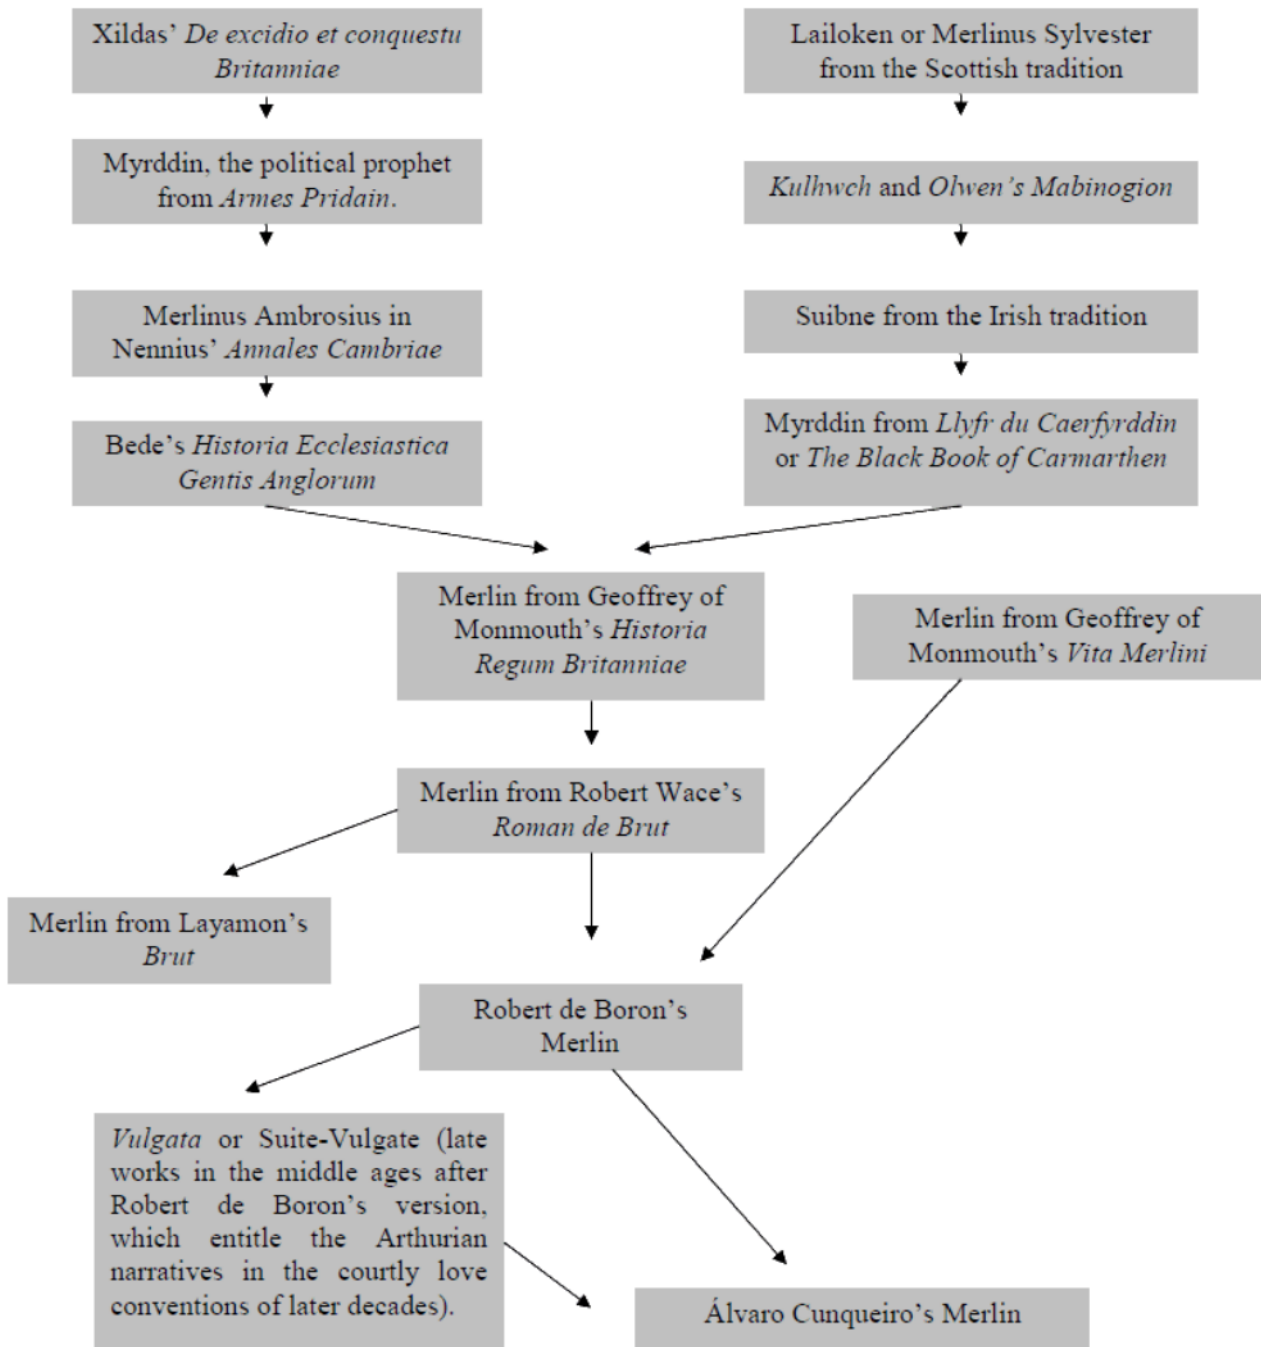 Xildas’ De excidio et conquestu
Britanniae
Lailoken or Merlinus Sylvester
from the Scottish tradition
Myrddin, the political prophet
from Armes Pridain.
Kulhwch and Olwen’s Mabinogion
Merlinus Ambrosius in
Nennius’ Annales Cambriae
Suibne from the Irish tradition
Bede’s Historia Ecclesiastica
Gentis Anglorum
Myrddin from Llyfr du Caerfyrddin
or The Black Book of Carmarthen
Merlin from Geoffrey of
Monmouth’s Historia
Regum Britanniae
Merlin from Geoffrey of
Monmouth’s Vita Merlini
Merlin from Robert Wace’s
Roman de Brut
Merlin from Layamon’s
Brut
Robert de Boron’s
Merlin
Vulgata or Suite-Vulgate (late
works in the middle ages after
Robert de Boron’s version,
which entitle the Arthurian
narratives in the courtly love
conventions of later decades).
Álvaro Cunqueiro’s Merlin